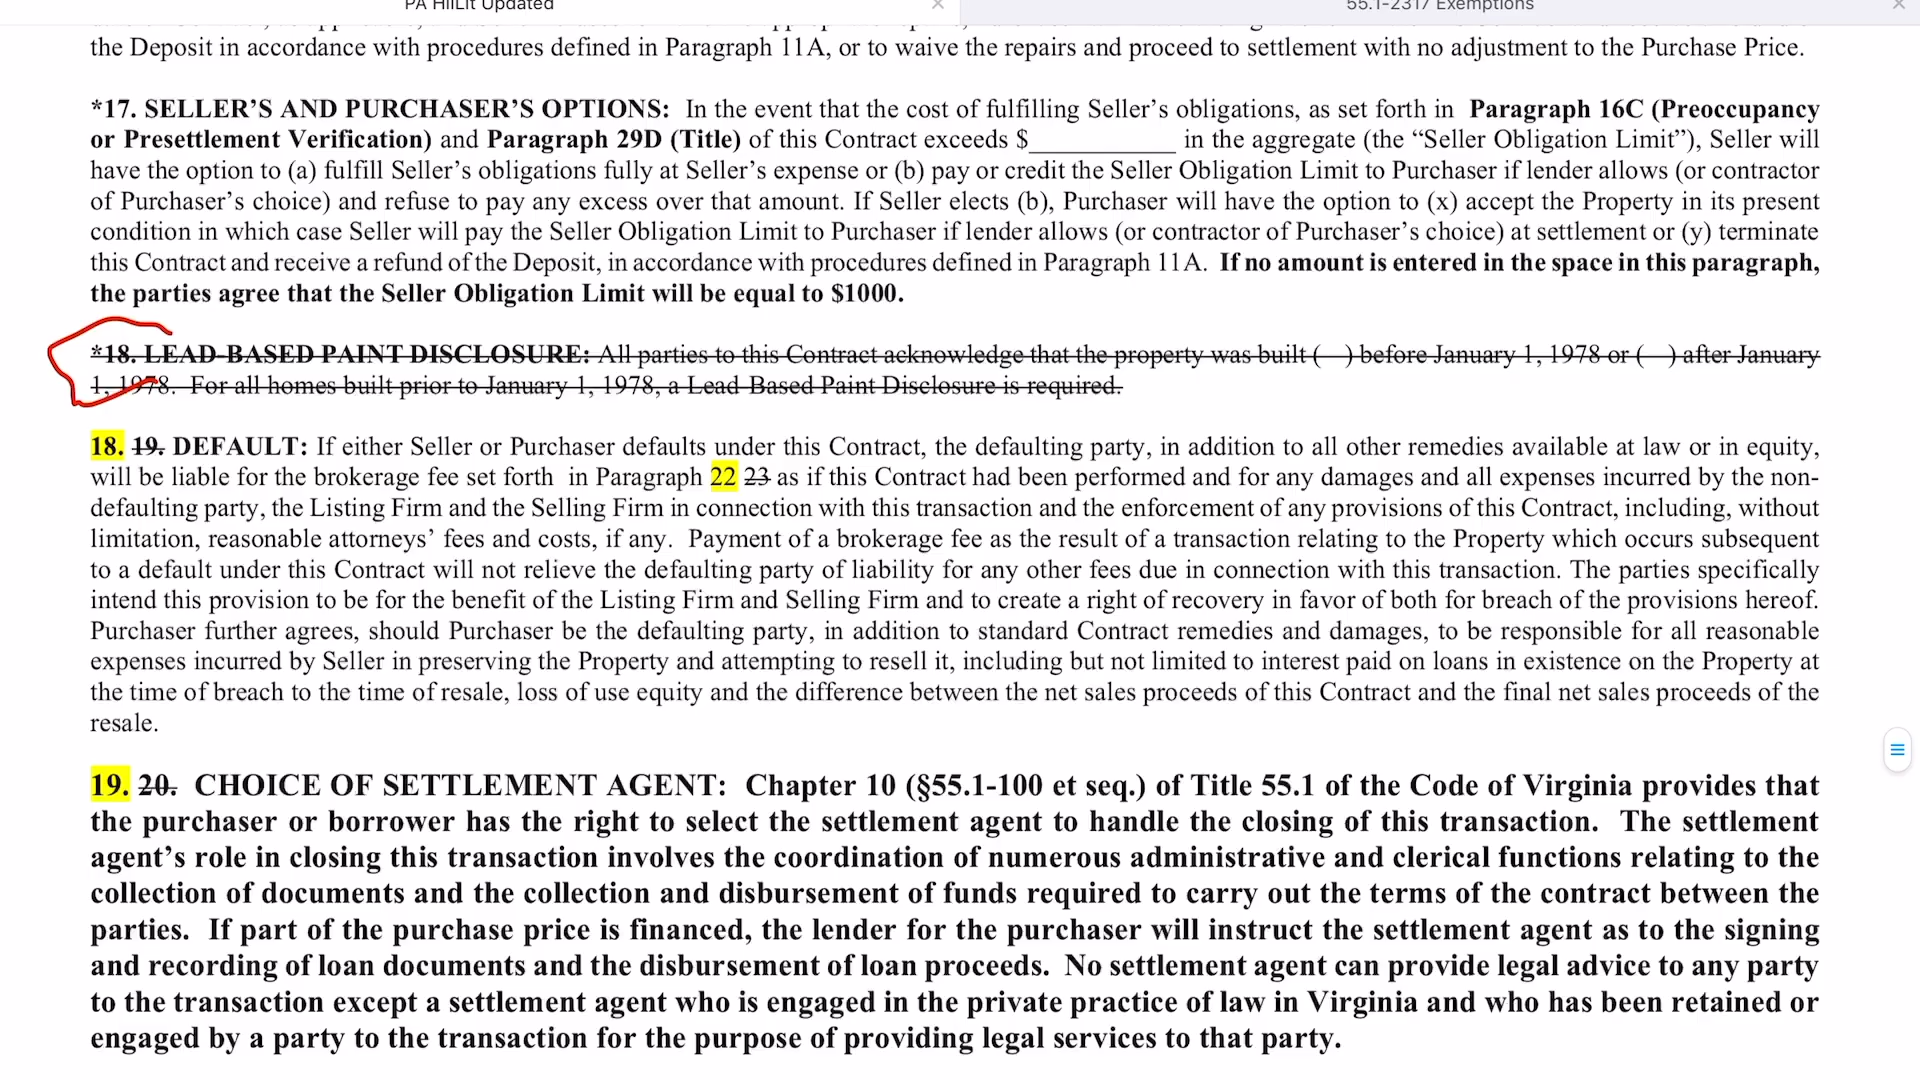 PA HiLit Updated
55.1-2317 Exemptions
the Deposit in accordance with procedures defined in Paragraph 11A, or to waive the repairs and proceed to settlement with no adjustment to the Purchase Price.
*17. SELLER’S AND PURCHASER’S OPTIONS: In the event that the cost of fulfilling Seller’s obligations, as set forth in Paragraph 16C (Preoccupancy
or Presettlement Verification) and Paragraph 29D (Title) of this Contract exceeds $____________ in the aggregate (the “Seller Obligation Limit”), Seller will
have the option to (a) fulfill Seller’s obligations fully at Seller’s expense or (b) pay or credit the Seller Obligation Limit to Purchaser if lender allows (or contractor
of Purchaser’s choice) and refuse to pay any excess over that amount. If Seller elects (b), Purchaser will have the option to (x) accept the Property in its present
condition in which case Seller will pay the Seller Obligation Limit to Purchaser if lender allows (or contractor of Purchaser’s choice) at settlement or (y) terminate
this Contract and receive a refund of the Deposit, in accordance with procedures defined in Paragraph 11A. If no amount is entered in the space in this paragraph,
the parties agree that the Seller Obligation Limit will be equal to $1000.
*18. LEAD-BASED PAINT DISCLOSURE: All parties to this Contract acknowledge that the property was built ( ) before January 1, 1978 or ( ) after January
1, 1978. For all homes built prior to January 1, 1978, a Lead-Based Paint Disclosure is required.
18. 19. DEFAULT: If either Seller or Purchaser defaults under this Contract, the defaulting party, in addition to all other remedies available at law or in equity,
will be liable for the brokerage fee set forth in Paragraph 22 23 as if this Contract had been performed and for any damages and all expenses incurred by the non-
defaulting party, the Listing Firm and the Selling Firm in connection with this transaction and the enforcement of any provisions of this Contract, including, without
limitation, reasonable attorneys’ fees and costs, if any. Payment of a brokerage fee as the result of a transaction relating to the Property which occurs subsequent
to a default under this Contract will not relieve the defaulting party of liability for any other fees due in connection with this transaction. The parties specifically
intend this provision to be for the benefit of the Listing Firm and Selling Firm and to create a right of recovery in favor of both for breach of the provisions hereof.
Purchaser further agrees, should Purchaser be the defaulting party, in addition to standard Contract remedies and damages, to be responsible for all reasonable
expenses incurred by Seller in preserving the Property and attempting to resell it, including but not limited to interest paid on loans in existence on the Property at
the time of breach to the time of resale, loss of use equity and the difference between the net sales proceeds of this Contract and the final net sales proceeds of the
resale.
19. 20. CHOICE OF SETTLEMENT AGENT: Chapter 10 (§55.1-100 et seq.) of Title 55.1 of the Code of Virginia provides that
the purchaser or borrower has the right to select the settlement agent to handle the closing of this transaction. The settlement
agent’s role in closing this transaction involves the coordination of numerous administrative and clerical functions relating to the
collection of documents and the collection and disbursement of funds required to carry out the terms of the contract between the
parties. If part of the purchase price is financed, the lender for the purchaser will instruct the settlement agent as to the signing
and recording of loan documents and the disbursement of loan proceeds. No settlement agent can provide legal advice to any party
to the transaction except a settlement agent who is engaged in the private practice of law in Virginia and who has been retained or
engaged by a party to the transaction for the purpose of providing legal services to that party.